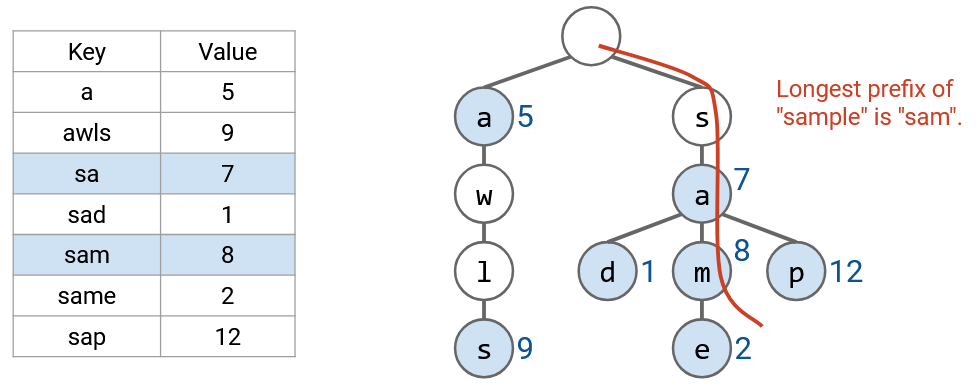 Key Value
a 5
awls 9
sa 7
sad 1
sam 8
same 2
sap 12
a 5 s
w a 7
l d 1 m 8 p 12
s 9 e 2
Longest prefix of
"sample" is "sam".